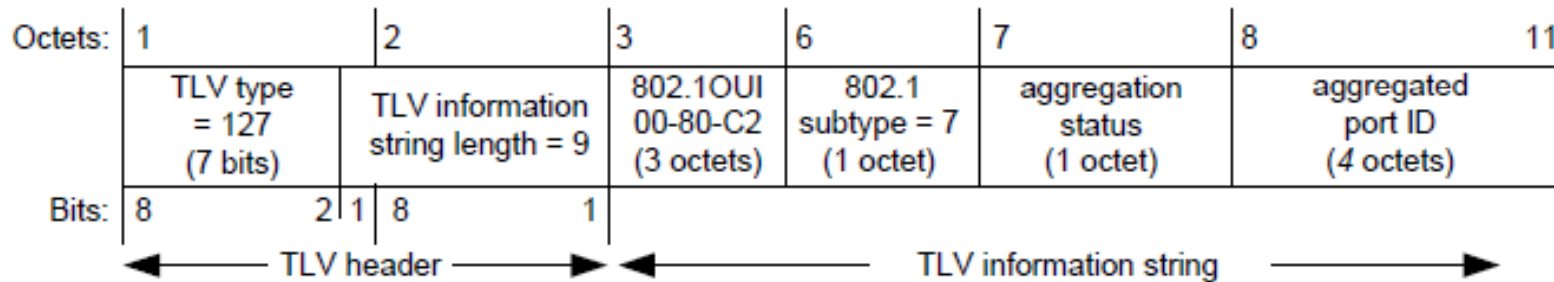 Octets: 1 2 3 6 7 8 11
TLV type = 127 (7 bits)
TLV information string length = 9
802.1OUI 00-80-C2 (3 octets)
802.1 subtype = 7 (1 octet)
aggregation status (1 octet)
aggregated port ID (4 octets)
Bits: 8 2 1 8 1
TLV header TLV information string